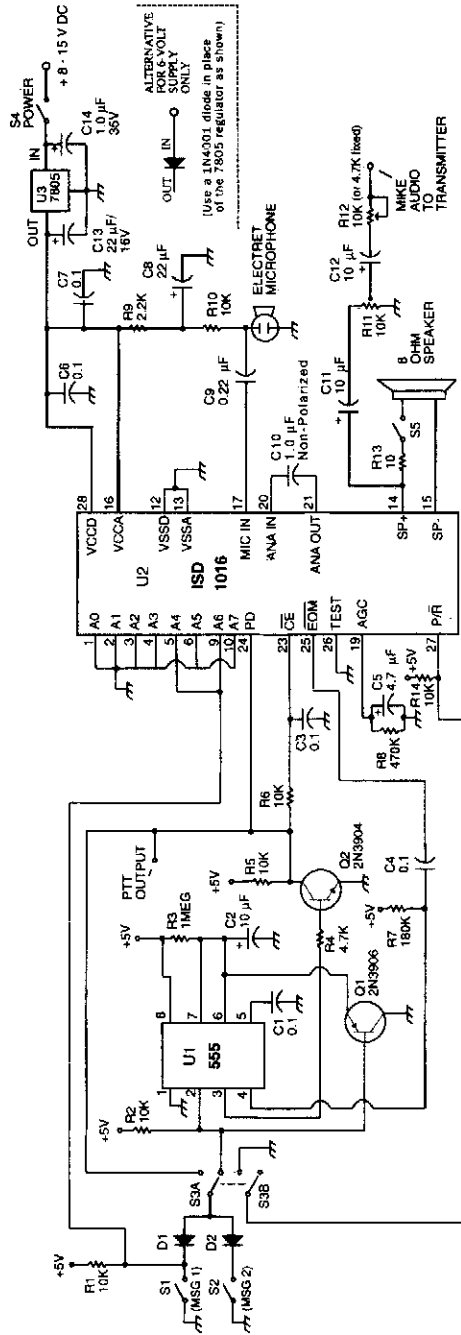 +5V
R1
10K
S1
(MSG 1)
D1
S2
(MSG 2)
D2
S3A
S3B
+5V
R2
10K
1
2
3
4
U1
555
8
7
6
5
+5V
R3
1MEG
C2
10 µF
C1
0.1
PTT
OUTPUT
+5V
R5
10K
R6
10K
C3
0.1
Q2
2N3904
R4
4.7K
Q1
2N3906
+5V
R7
180K
C4
0.1
1
2
3
4
5
6
9
10
24
23
25
26
19
27
A0
A1
A2
A3
A4
A5
A6
A7
PD
CE
EOM
TEST
AGC
P/R
R8
470K
C5
4.7 µF
R14
10K
+5V
U2
ISD
1016
VCCD
VCCA
VSSD
VSSA
MIC IN
ANA IN
ANA OUT
SP+
SP-
28
16
12
13
17
20
21
14
15
C6
0.1
C7
0.1
R9
2.2K
C8
22 µF
R10
10K
C9
0.22 µF
ELECTRET
MICROPHONE
C10
1.0 µF
Non-Polarized
C11
10 µF
R13
10
S5
8
OHM
SPEAKER
R11
10K
C12
10 µF
R12
10K (or 4.7K fixed)
MIKE
AUDIO
TO
TRANSMITTER
OUT
U3
7805
IN
C13
22 µF/
16V
C14
1.0 µF
35V
S4
POWER
+ 8 - 15 V DC
ALTERNATIVE
FOR 6-VOLT
SUPPLY
ONLY
OUT
IN
(Use a 1N4001 diode in place
of the 7805 regulator as shown)